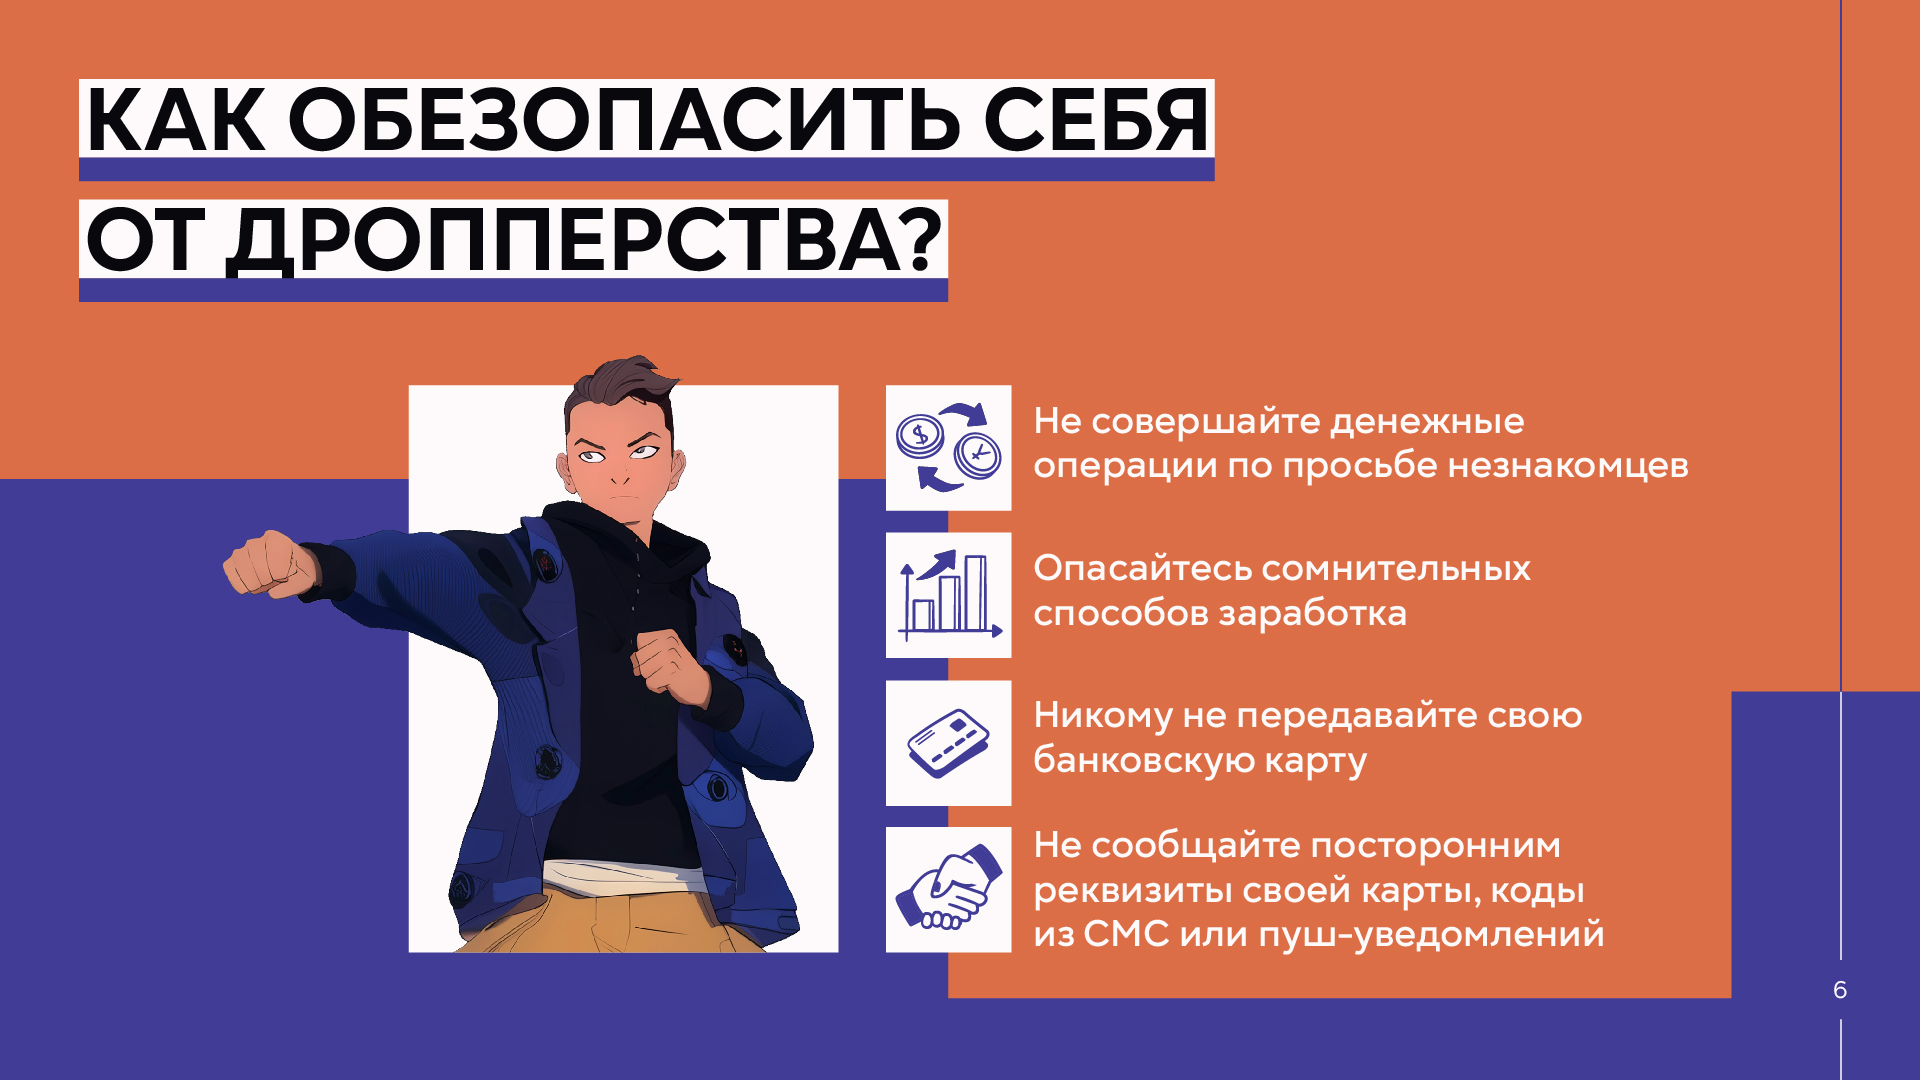 КАК ОБЕЗОПАСИТЬ СЕБЯ
ОТ ДРОППЕРСТВА?
Не совершайте денежные
операции по просьбе незнакомцев
Опасайтесь сомнительных
способов заработка
Никому не передавайте свою
банковскую карту
Не сообщайте посторонним
реквизиты своей карты, коды
из СМС или пуш-уведомлений
6